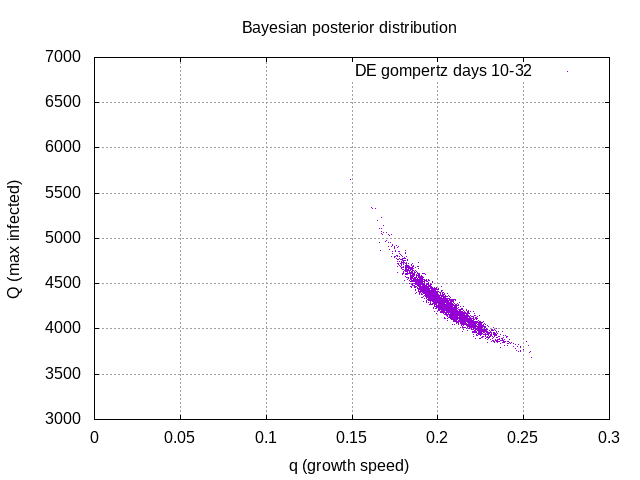 Bayesian posterior distribution
DE gompertz days 10-32
7000
6500
6000
5500
5000
4500
4000
3500
3000
Q (max infected)
0 0.05 0.1 0.15 0.2 0.25 0.3
q (growth speed)